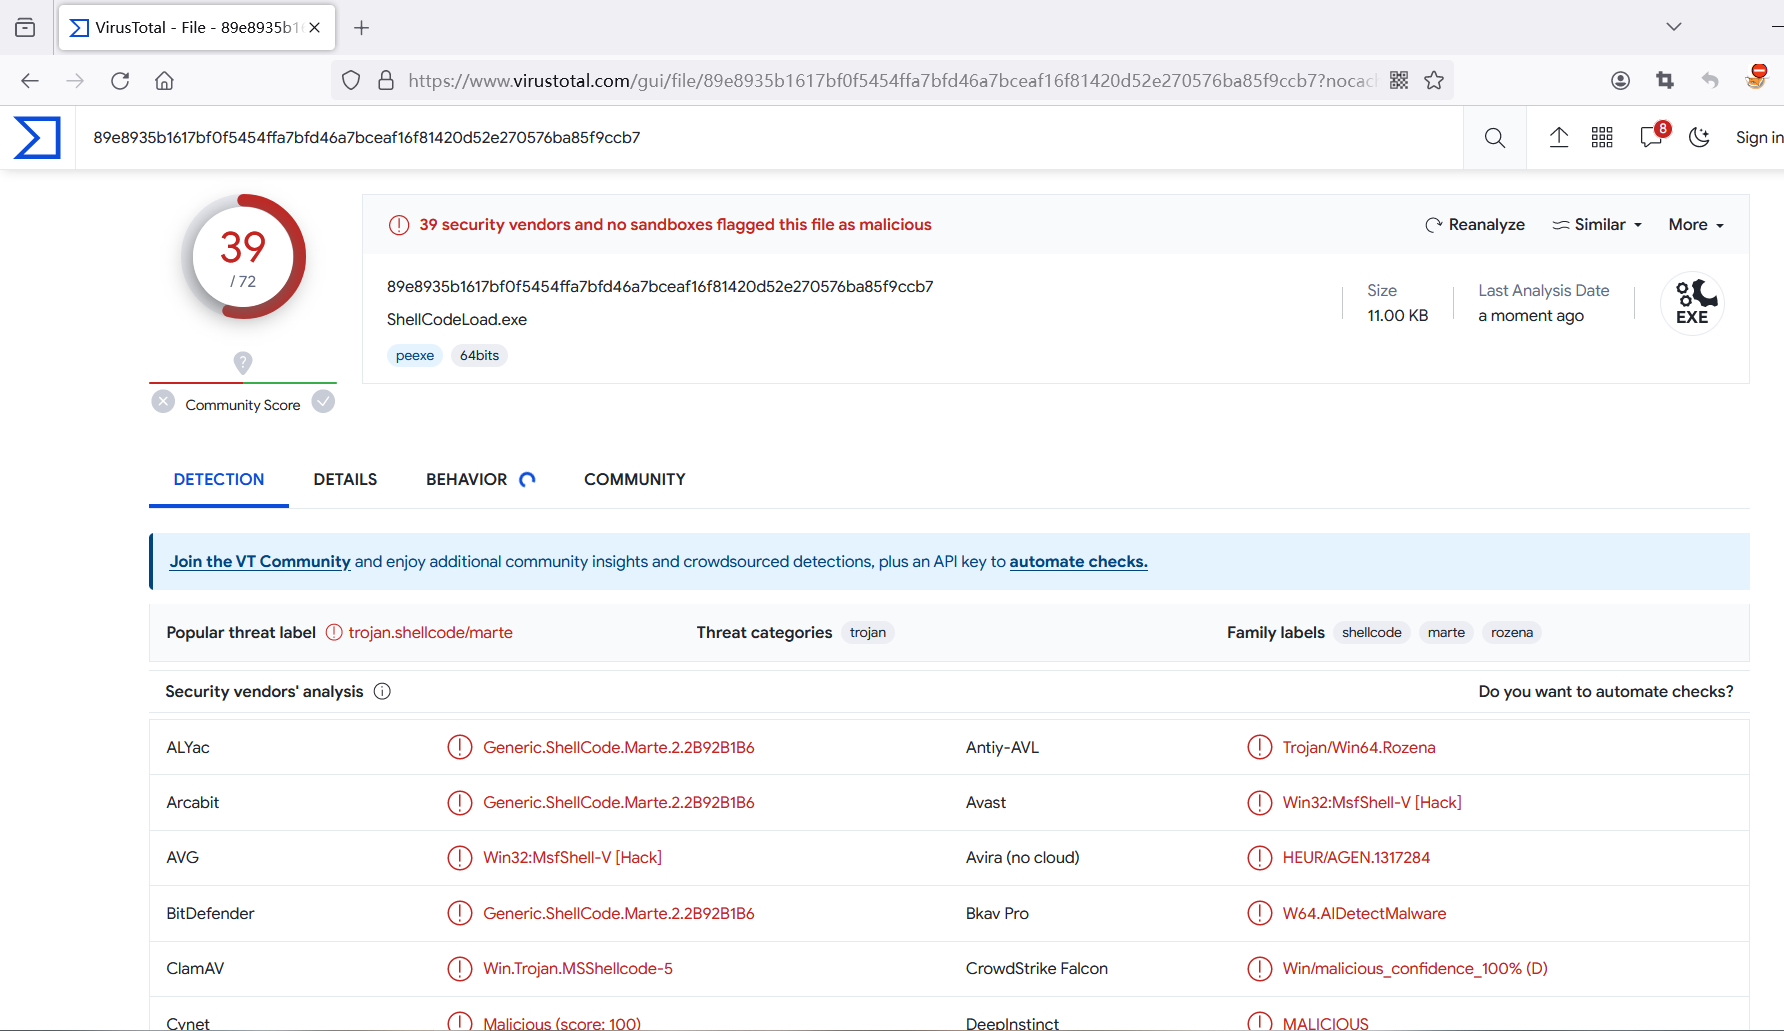 VirusTotal - File - 89e8935b1
https://www.virustotal.com/gui/file/89e8935b1617bf0f5454ffa7bfd46a7bceaf16f81420d52e270576ba85f9ccb7?nocach
89e8935b1617bf0f5454ffa7bfd46a7bceaf16f81420d52e270576ba85f9ccb7
8
Sign in
39
/ 72
Community Score
39 security vendors and no sandboxes flagged this file as malicious
Reanalyze
Similar
More
89e8935b1617bf0f5454ffa7bfd46a7bceaf16f81420d52e270576ba85f9ccb7
ShellCodeLoad.exe
peexe
64bits
Size
11.00 KB
Last Analysis Date
a moment ago
EXE
DETECTION
DETAILS
BEHAVIOR
COMMUNITY
Join the VT Community and enjoy additional community insights and crowdsourced detections, plus an API key to automate checks.
Popular threat label
trojan.shellcode/marte
Threat categories
trojan
Family labels
shellcode
marte
rozena
Security vendors' analysis
Do you want to automate checks?
ALYac
Generic.ShellCode.Marte.2.2B92B1B6
Antiy-AVL
Trojan/Win64.Rozena
Arcabit
Generic.ShellCode.Marte.2.2B92B1B6
Avast
Win32:MsfShell-V [Hack]
AVG
Win32:MsfShell-V [Hack]
Avira (no cloud)
HEUR/AGEN.1317284
BitDefender
Generic.ShellCode.Marte.2.2B92B1B6
Bkav Pro
W64.AIDetectMalware
ClamAV
Win.Trojan.MSShellcode-5
CrowdStrike Falcon
Win/malicious_confidence_100% (D)
Cynet
Malicious (score: 100)
DeepInstinct
MALICIOUS